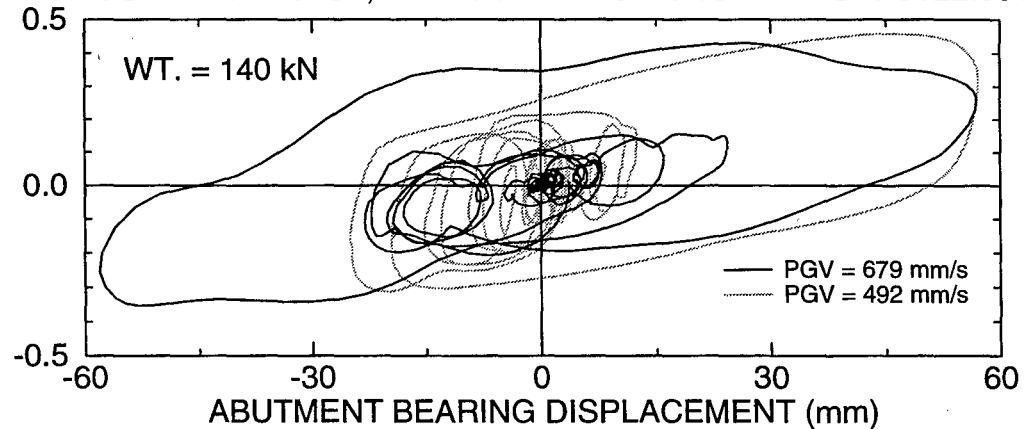 0.5
WT. = 140 kN
0.0
PGV = 679 mm/s
PGV = 492 mm/s
-0.5
-60 -30 0 30 60
ABUTMENT BEARING DISPLACEMENT (mm)